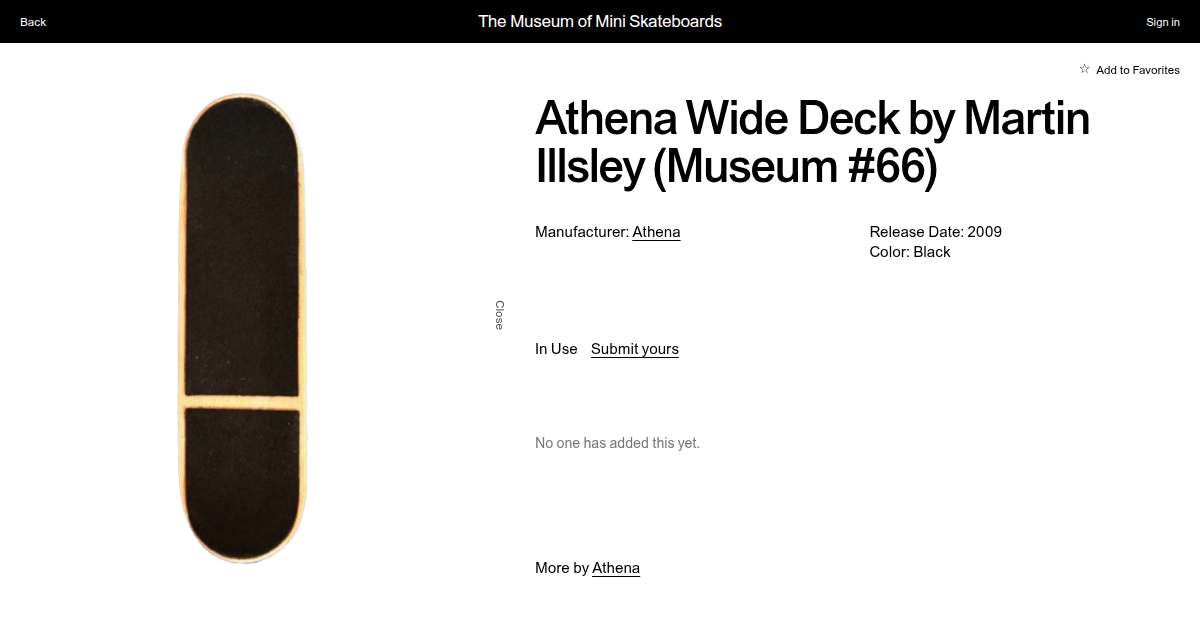 Back
The Museum of Mini Skateboards
Sign in
☆ Add to Favorites
Athena Wide Deck by Martin
Illsley (Museum #66)
Manufacturer: Athena
Release Date: 2009
Color: Black
Close
In Use Submit yours
No one has added this yet.
More by Athena